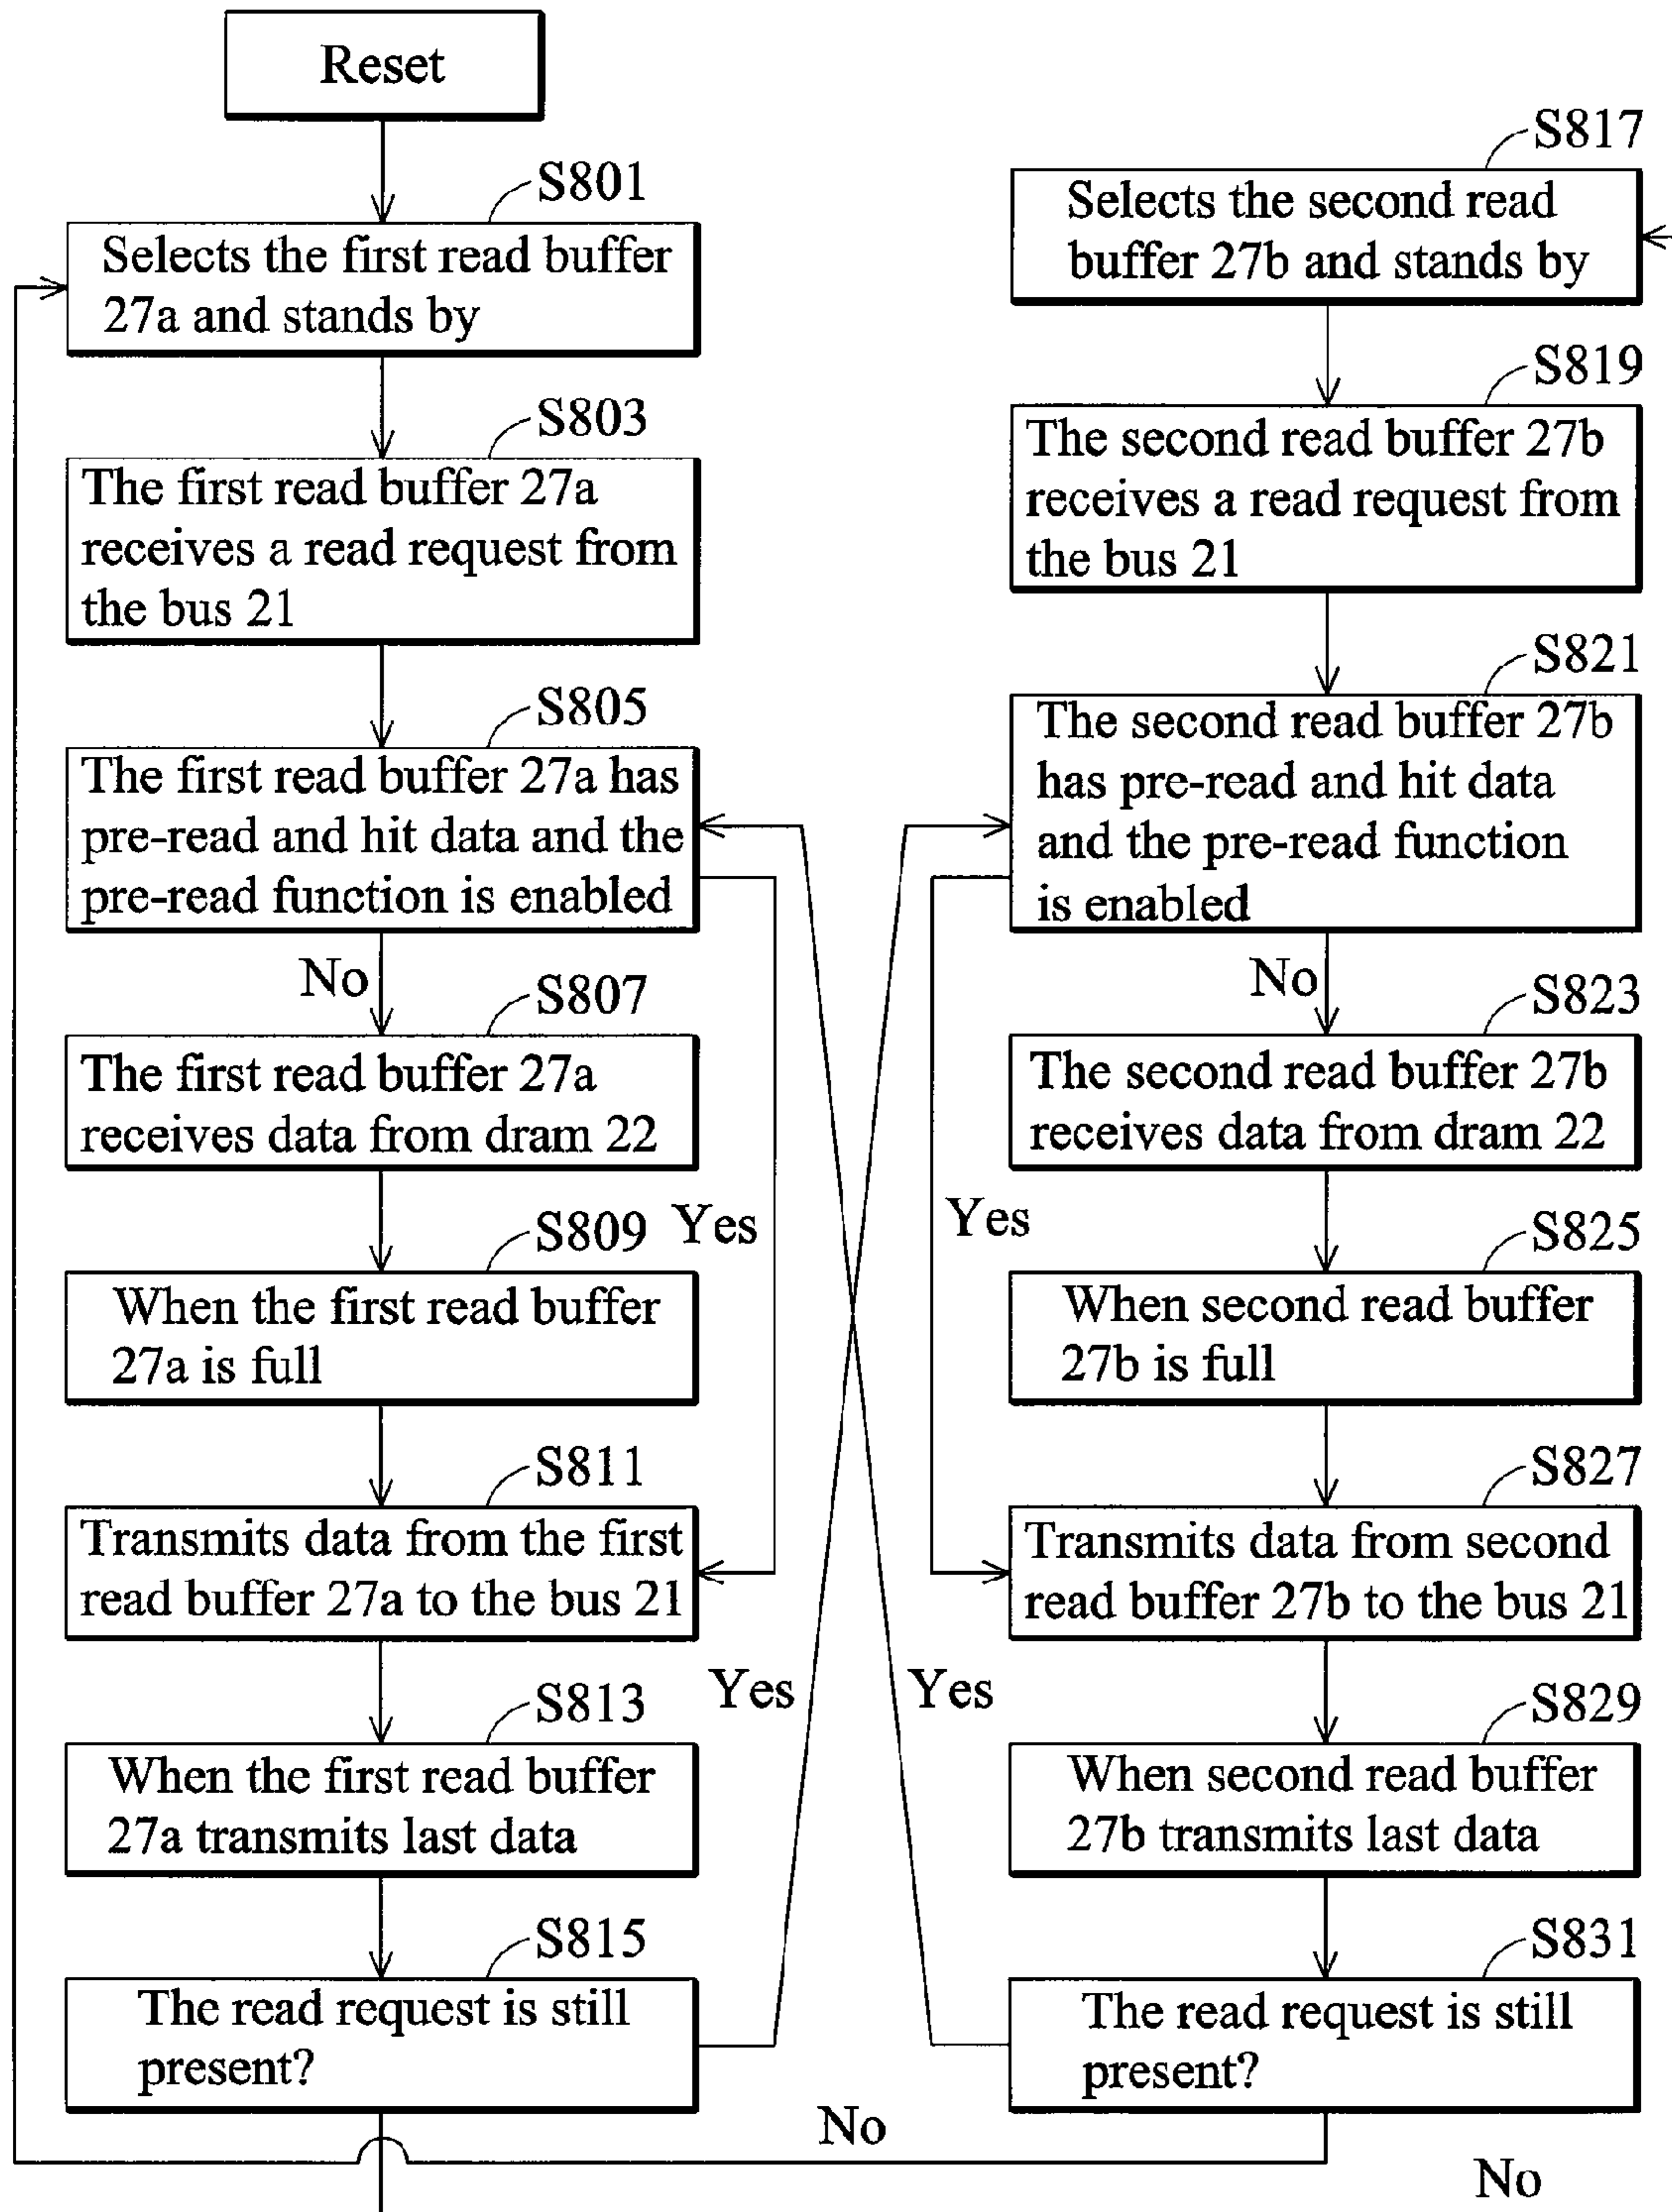 Reset
S801
Selects the first read buffer
27a and stands by
S803
The first read buffer 27a
receives a read request from
the bus 21
S805
The first read buffer 27a has
pre-read and hit data and the
pre-read function is enabled
No
S807
The first read buffer 27a
receives data from dram 22
S809
Yes
When the first read buffer
27a is full
S811
Transmits data from the first
read buffer 27a to the bus 21
Yes
S813
When the first read buffer
27a transmits last data
S815
The read request is still
present?
S817
Selects the second read
buffer 27b and stands by
S819
The second read buffer 27b
receives a read request from
the bus 21
S821
The second read buffer 27b
has pre-read and hit data
and the pre-read function
is enabled
No
S823
The second read buffer 27b
receives data from dram 22
Yes
S825
When second read buffer
27b is full
S827
Transmits data from second
read buffer 27b to the bus 21
Yes
S829
When second read buffer
27b transmits last data
S831
The read request is still
present?
No
No